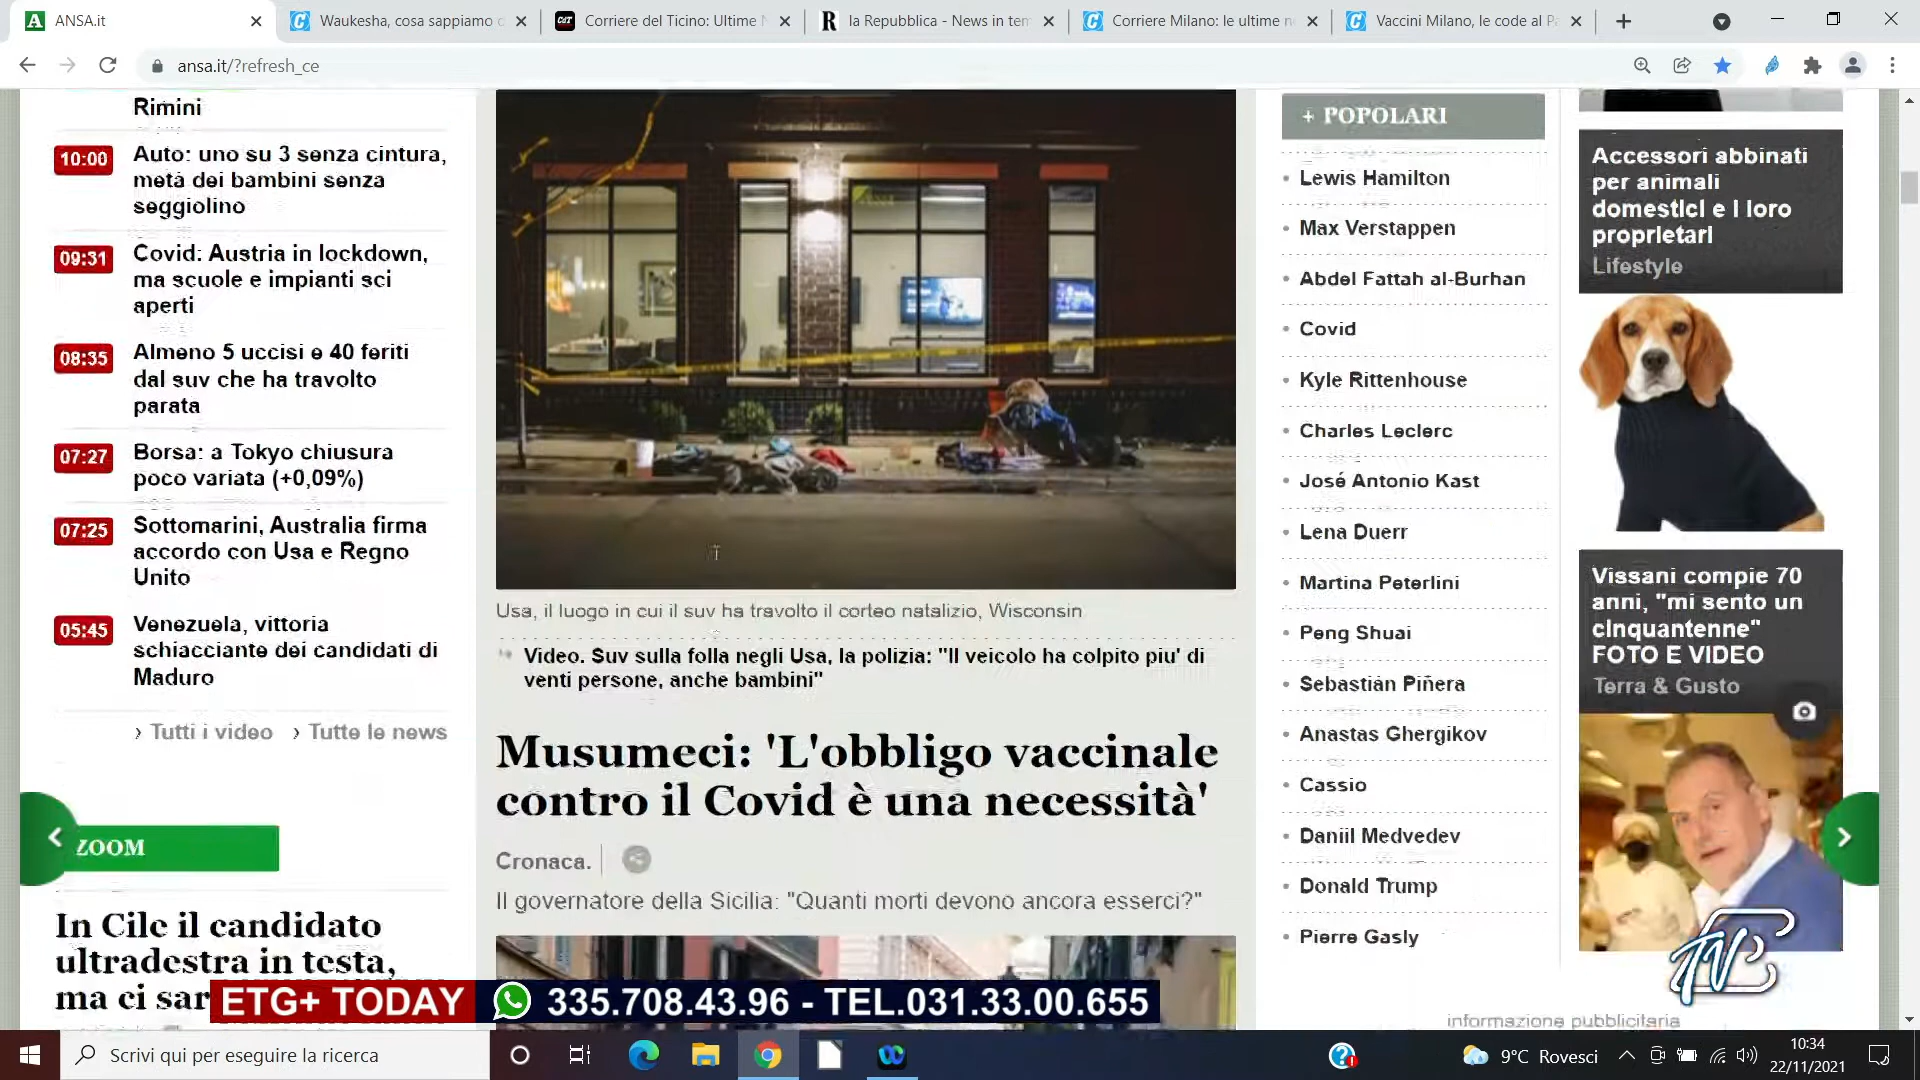 ANSA.it
Waukesha, cosa sappiamo d
Corriere del Ticino: Ultime N
la Repubblica - News in tem
Corriere Milano: le ultime n
Vaccini Milano, le code al Pa
ansa.it/?refresh_ce
Rimini
10:00
Auto: uno su 3 senza cintura,
metà dei bambini senza
seggiolino
09:31
Covid: Austria in lockdown,
ma scuole e impianti sci
aperti
08:35
Almeno 5 uccisi e 40 feriti
dal suv che ha travolto
parata
07:27
Borsa: a Tokyo chiusura
poco variata (+0,09%)
07:25
Sottomarini, Australia firma
accordo con Usa e Regno
Unito
05:45
Venezuela, vittoria
schiacciante dei candidati di
Maduro
› Tutti i video › Tutte le news
ZOOM
In Cile il candidato
ultradestra in testa,
ma ci sar
Usa, il luogo in cui il suv ha travolto il corteo natalizio, Wisconsin
Video. Suv sulla folla negli Usa, la polizia: "Il veicolo ha colpito piu' di
venti persone, anche bambini"
Musumeci: 'L'obbligo vaccinale
contro il Covid è una necessità'
Cronaca.
Il governatore della Sicilia: "Quanti morti devono ancora esserci?"
+ POPOLARI
Lewis Hamilton
Max Verstappen
Abdel Fattah al-Burhan
Covid
Kyle Rittenhouse
Charles Leclerc
José Antonio Kast
Lena Duerr
Martina Peterlini
Peng Shuai
Sebastián Piñera
Anastas Ghergikov
Cassio
Daniil Medvedev
Donald Trump
Pierre Gasly
Accessori abbinati
per animali
domestici e i loro
proprietari
Lifestyle
Vissani compie 70
anni, "mi sento un
cinquantenne"
FOTO E VIDEO
Terra & Gusto
informazione pubblicitaria
ETG+ TODAY
335.708.43.96 - TEL.031.33.00.655
Scrivi qui per eseguire la ricerca
9°C Rovesci
10:34
22/11/2021